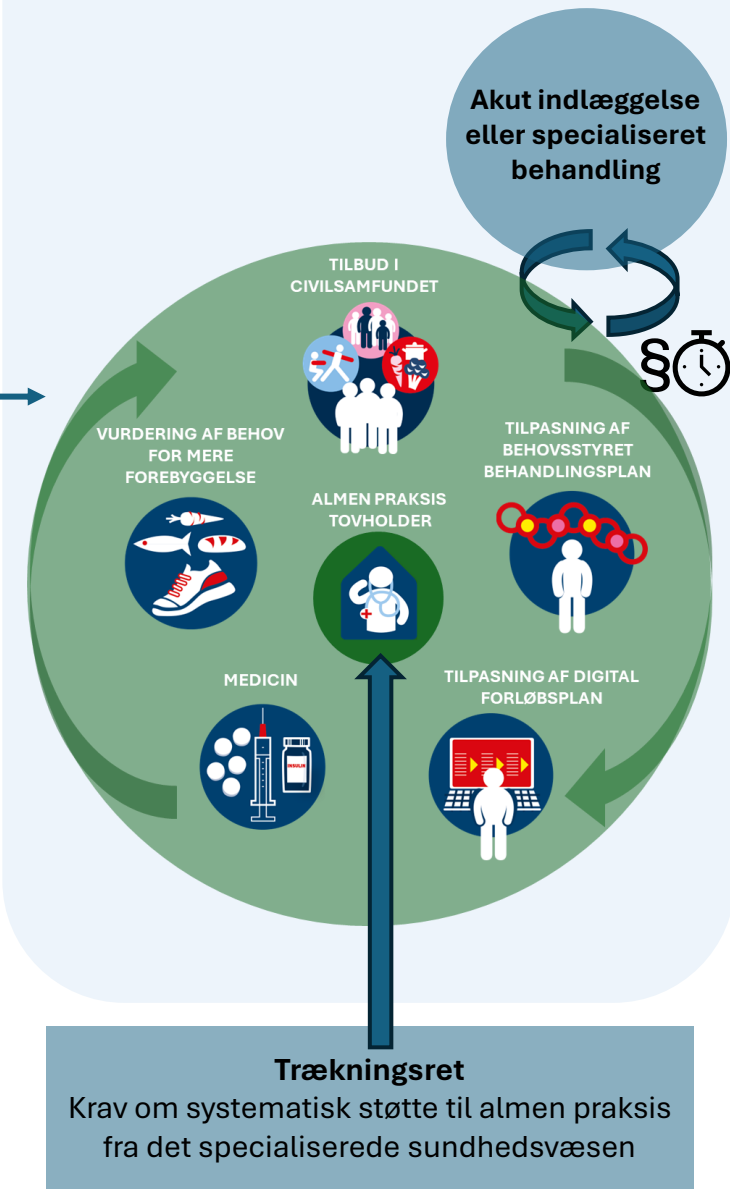 Akut indlæggelse
eller specialiseret
behandling
TILBUD I
CIVILSAMFUNDET
§
VURDERING AF BEHOV
FOR MERE
FOREBYGGELSE
TILPASNING AF
BEHOVSSTYRET
BEHANDLINGSPLAN
ALMEN PRAKSIS
TOVHOLDER
MEDICIN
INSULIN
TILPASNING AF DIGITAL
FORLØBSPLAN
Trækningsret
Krav om systematisk støtte til almen praksis
fra det specialiserede sundhedsvæsen